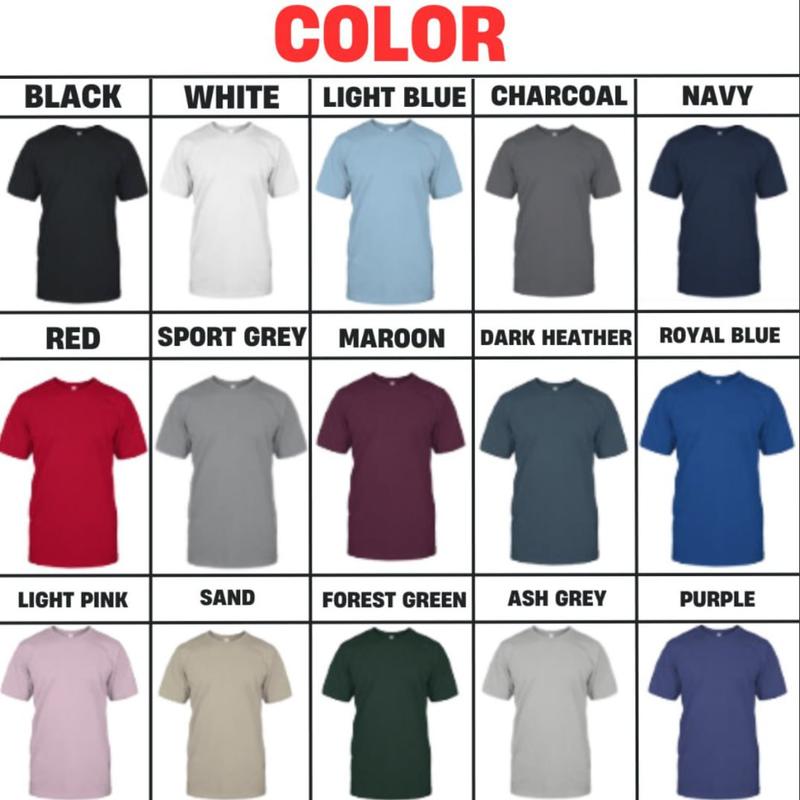 COLOR
BLACK WHITE LIGHT BLUE CHARCOAL NAVY
RED SPORT GREY MAROON DARK HEATHER ROYAL BLUE
LIGHT PINK SAND FOREST GREEN ASH GREY PURPLE